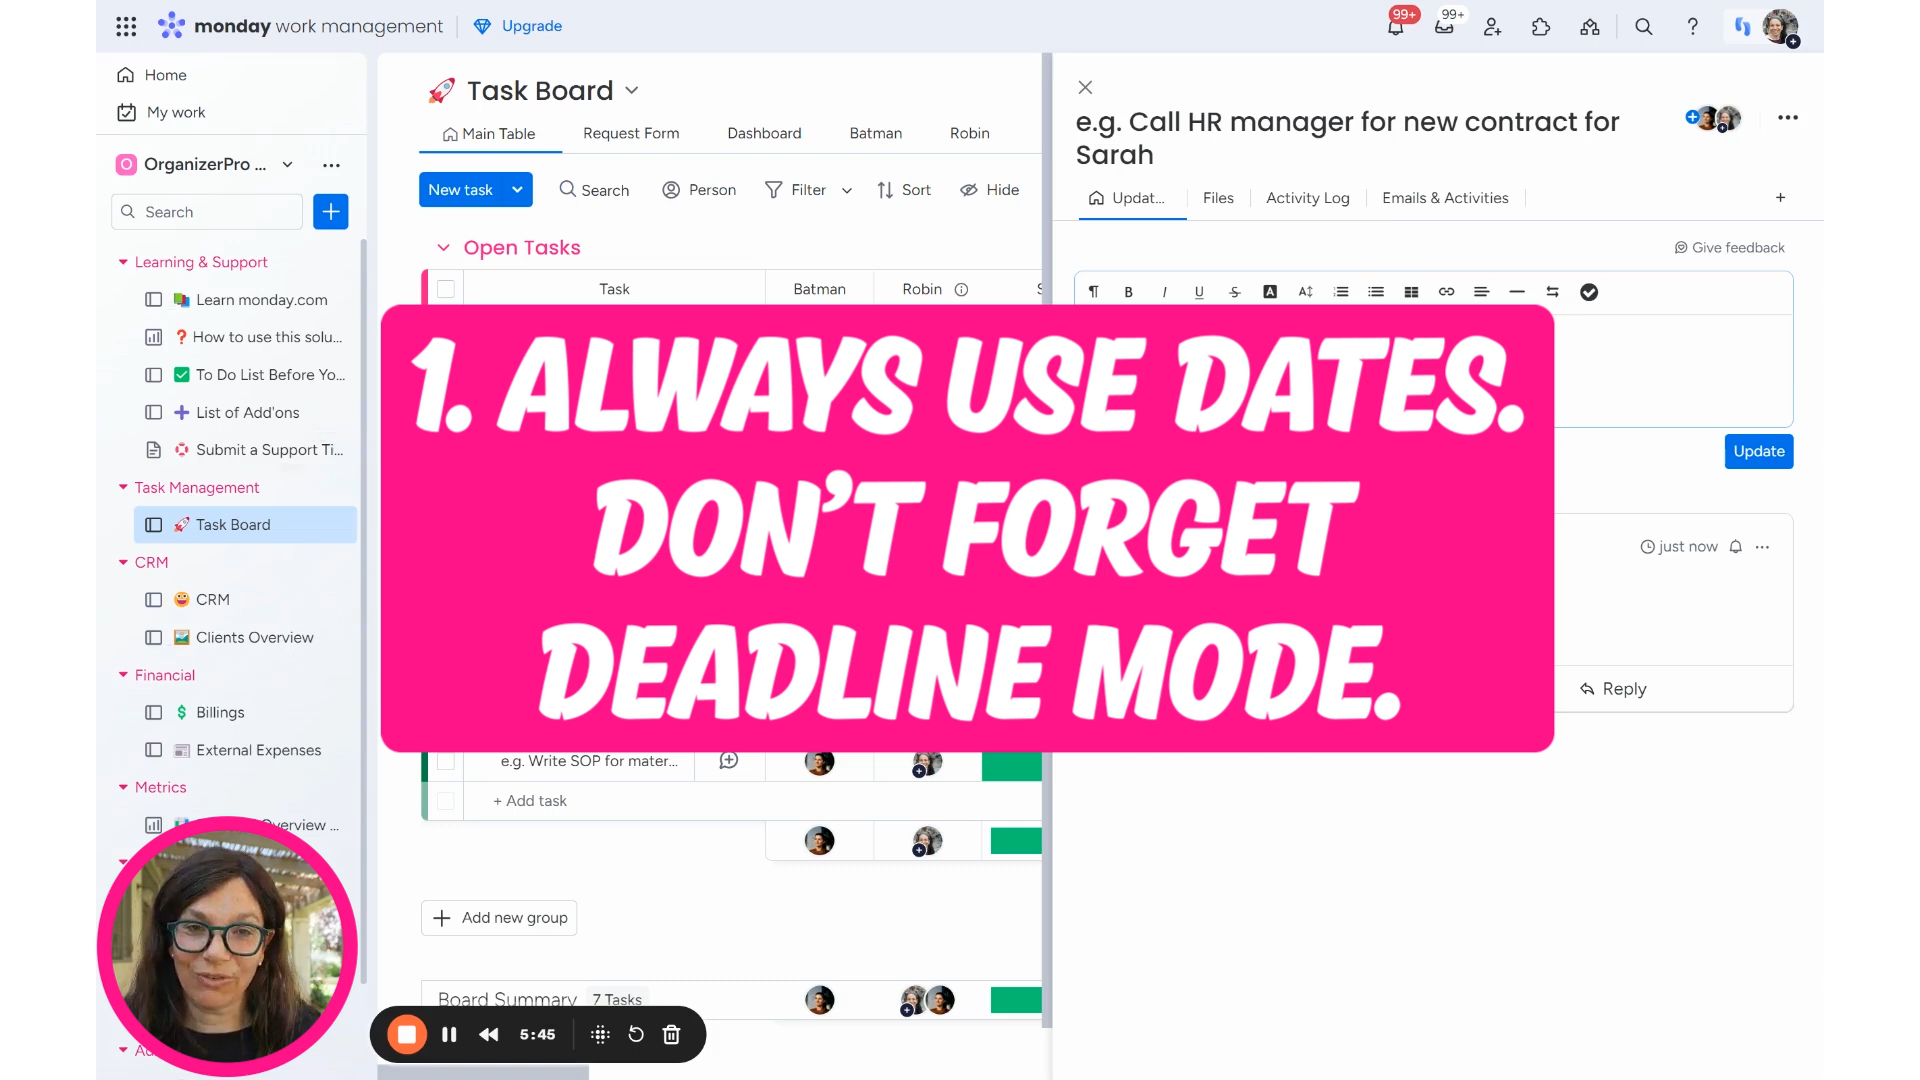 monday work management
Upgrade
99+
99+
Home
My work
OrganizerPro ...
Search
Learning & Support
Learn monday.com
How to use this solu...
To Do List Before Yo...
List of Add'ons
Submit a Support Ti...
Task Management
Task Board
CRM
CRM
Clients Overview
Financial
Billings
External Expenses
Metrics
Overview ...
Task Board
Main Table
Request Form
Dashboard
Batman
Robin
New task
Search
Person
Filter
Sort
Hide
Open Tasks
Task
Batman
Robin
1. ALWAYS USE DATES.
DON'T FORGET
DEADLINE MODE.
e.g. Write SOP for mater...
+ Add task
Add new group
Board Summary
7 Tasks
5:45
e.g. Call HR manager for new contract for
Sarah
Updat...
Files
Activity Log
Emails & Activities
+
Give feedback
Update
just now
Reply